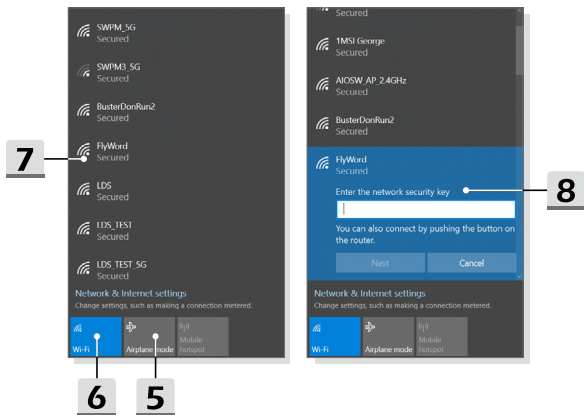 SWPM_5G
Secured
SWPM3_5G
Secured
BusterDonRun2
Secured
FlyWord
Secured
LDS
Secured
LDS_TEST
Secured
LDS_TEST_5G
Secured
Network & Internet settings
Change settings, such as making a connection metered.
Wi-Fi
Airplane mode
Mobile
hotspot
7
6
5
Secured
1MSI George
Secured
AIOSW_AP_2.4GHz
Secured
BusterDonRun2
Secured
FlyWord
Secured
Enter the network security key
You can also connect by pushing the button on
the router.
Next
Cancel
Network & Internet settings
Change settings, such as making a connection metered.
Wi-Fi
Airplane mode
Mobile
hotspot
8